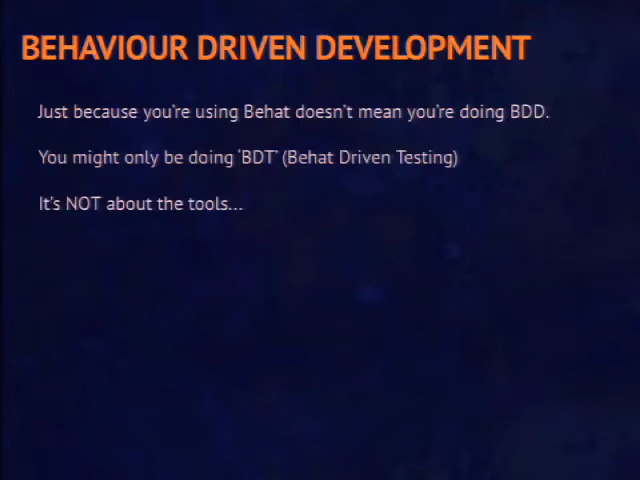 BEHAVIOUR DRIVEN DEVELOPMENT
Just because you're using Behat doesn't mean you're doing BDD.
You might only be doing 'BDT' (Behat Driven Testing)
It's NOT about the tools...